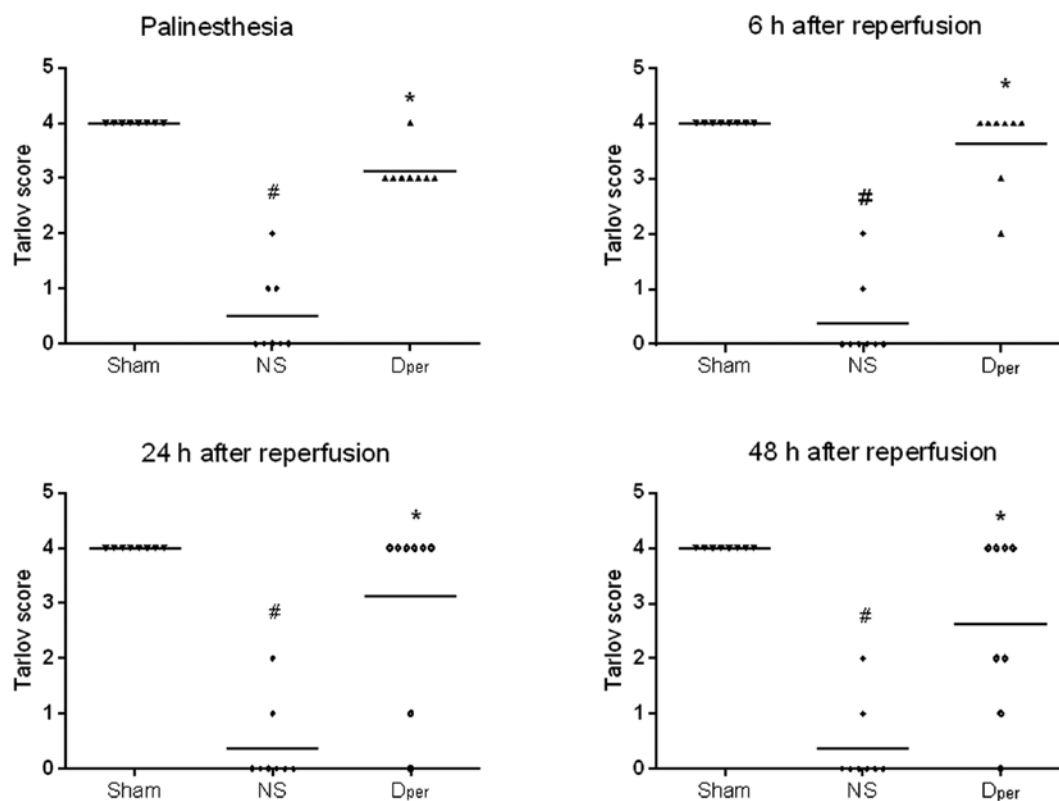 Palinesthesia
Tarlov score
5
4
3
2
1
0
*
#
Sham NS Dper
6 h after reperfusion
Tarlov score
5
4
3
2
1
0
*
#
Sham NS Dper
24 h after reperfusion
Tarlov score
5
4
3
2
1
0
*
#
Sham NS Dper
48 h after reperfusion
Tarlov score
5
4
3
2
1
0
*
#
Sham NS Dper